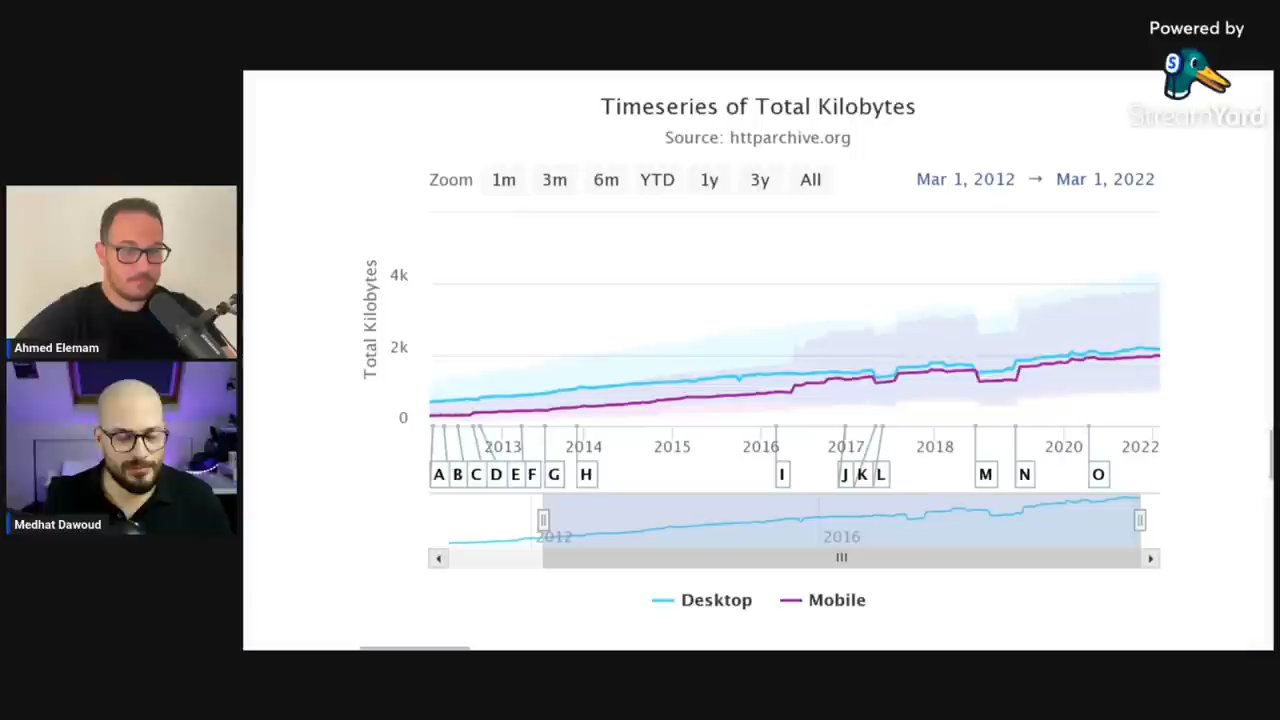 Powered by
StreamYard
Timeseries of Total Kilobytes
Source: httparchive.org
Zoom 1m 3m 6m YTD 1y 3y All Mar 1, 2012 → Mar 1, 2022
Total Kilobytes
4k
2k
0
2013 2014 2015 2016 2017 2018 2020 2022
A B C D E F G H I J K L M N O
2012 2016
Desktop Mobile
Ahmed Elemam
Medhat Dawoud